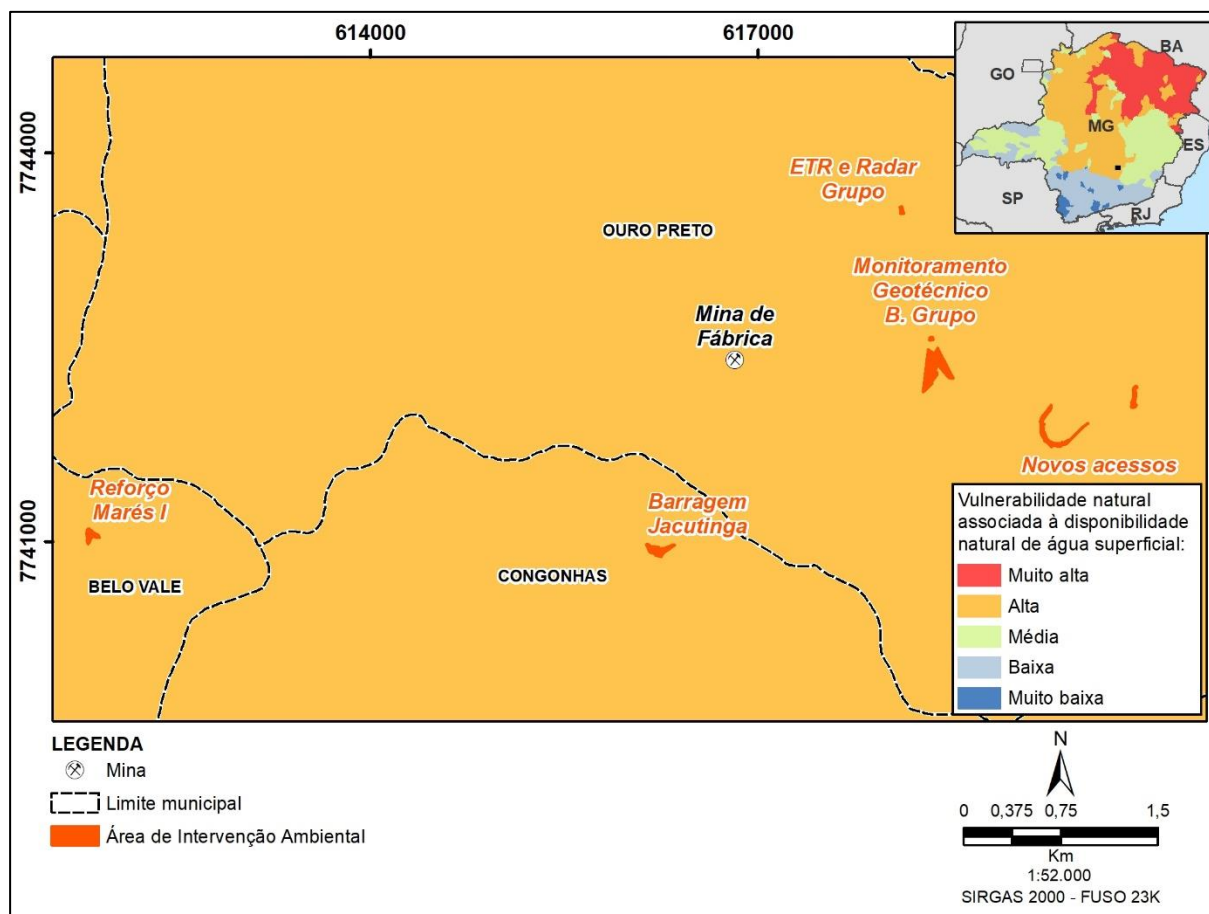 614000
617000
7744000
7741000
GO
BA
MG
ES
SP
RJ
ETR e Radar
Grupo
OURO PRETO
Monitoramento
Geotécnico
B. Grupo
Mina de
Fábrica
Novos acessos
Reforço
Marés I
Barragem
Jacutinga
BELO VALE
CONGONHAS
Vulnerabilidade natural
associada à disponibilidade
natural de água superficial:
Muito alta
Alta
Média
Baixa
Muito baixa
LEGENDA
Mina
Limite municipal
Área de Intervenção Ambiental
N
0 0,375 0,75 1,5
Km
1:52.000
SIRGAS 2000 - FUSO 23K